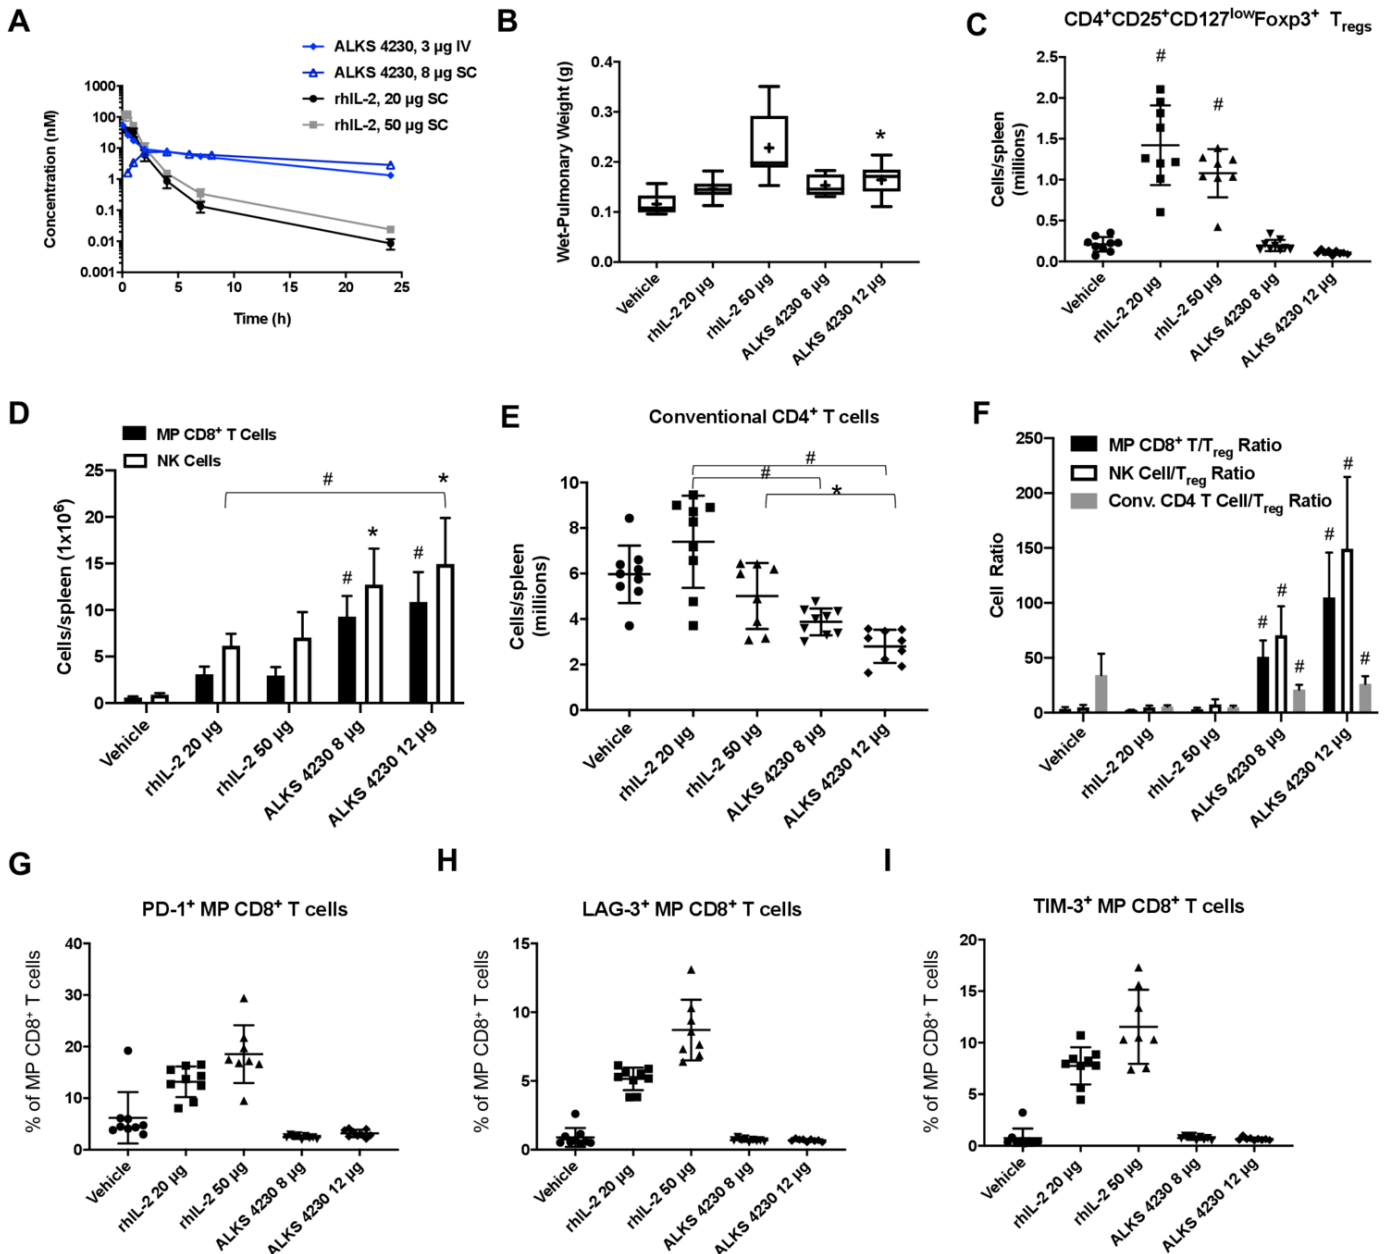 A
ALKS 4230, 3 µg IV
ALKS 4230, 8 µg SC
rhIL-2, 20 µg SC
rhIL-2, 50 µg SC
Concentration (nM)
1000
100
10
1
0.1
0.01
0.001
0 5 10 15 20 25
Time (h)
B
Wet-Pulmonary Weight (g)
0.4
0.3
0.2
0.1
0.0
*
Vehicle
rhIL-2 20 µg
rhIL-2 50 µg
ALKS 4230 8 µg
ALKS 4230 12 µg
C
CD4⁺CD25⁺CD127ˡᵒʷFoxp3⁺ Tregs
Cells/spleen
(millions)
2.5
2.0
1.5
1.0
0.5
0.0
# #
Vehicle
rhIL-2 20 µg
rhIL-2 50 µg
ALKS 4230 8 µg
ALKS 4230 12 µg
D
MP CD8⁺ T Cells
NK Cells
Cells/spleen (1x10⁶)
25
20
15
10
5
0
# *
# * #
Vehicle
rhIL-2 20 µg
rhIL-2 50 µg
ALKS 4230 8 µg
ALKS 4230 12 µg
E
Conventional CD4⁺ T cells
Cells/spleen
(millions)
10
8
6
4
2
0
#
#
*
Vehicle
rhIL-2 20 µg
rhIL-2 50 µg
ALKS 4230 8 µg
ALKS 4230 12 µg
F
MP CD8⁺ T/Treg Ratio
NK Cell/Treg Ratio
Conv. CD4 T Cell/Treg Ratio
Cell Ratio
250
200
150
100
50
0
# # # # # #
Vehicle
rhIL-2 20 µg
rhIL-2 50 µg
ALKS 4230 8 µg
ALKS 4230 12 µg
G
PD-1⁺ MP CD8⁺ T cells
% of MP CD8⁺ T cells
40
30
20
10
0
Vehicle
rhIL-2 20 µg
rhIL-2 50 µg
ALKS 4230 8 µg
ALKS 4230 12 µg
H
LAG-3⁺ MP CD8⁺ T cells
% of MP CD8⁺ T cells
15
10
5
0
Vehicle
rhIL-2 20 µg
rhIL-2 50 µg
ALKS 4230 8 µg
ALKS 4230 12 µg
I
TIM-3⁺ MP CD8⁺ T cells
% of MP CD8⁺ T cells
20
15
10
5
0
Vehicle
rhIL-2 20 µg
rhIL-2 50 µg
ALKS 4230 8 µg
ALKS 4230 12 µg